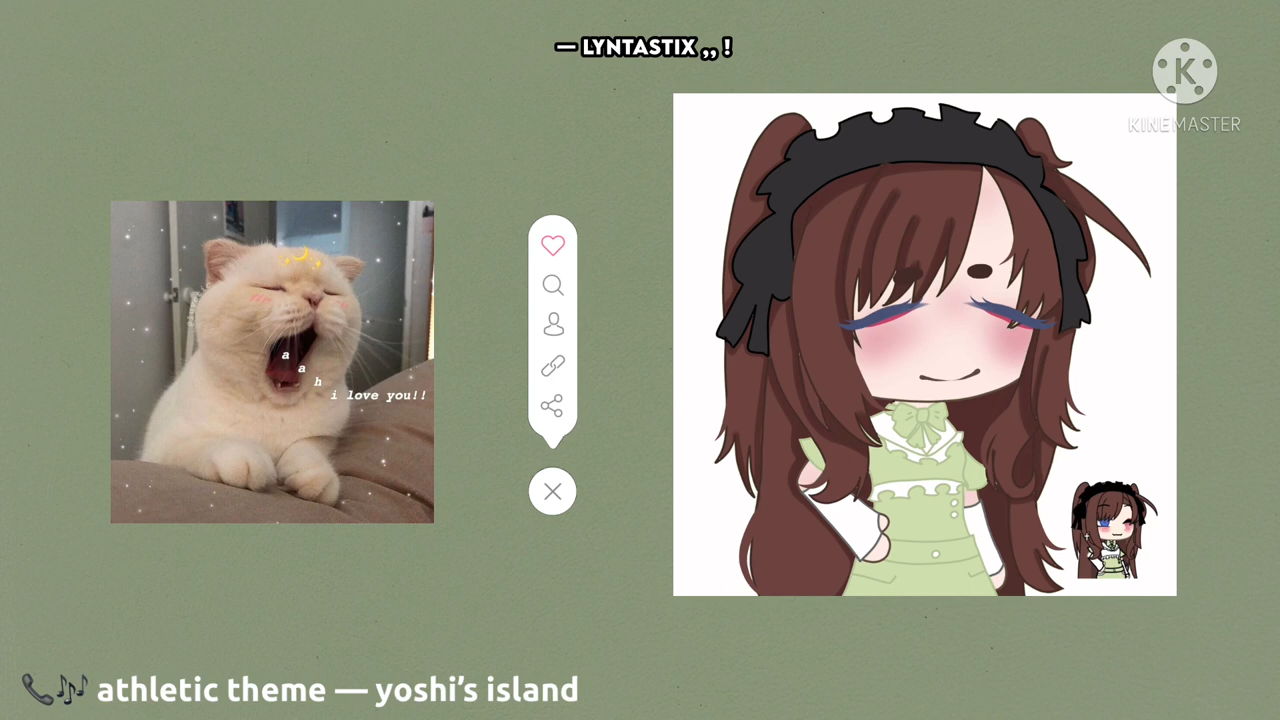 — LYNTASTIX ,, !
K
KINEMASTER
a
a
h
i love you!!
athletic theme — yoshi's island